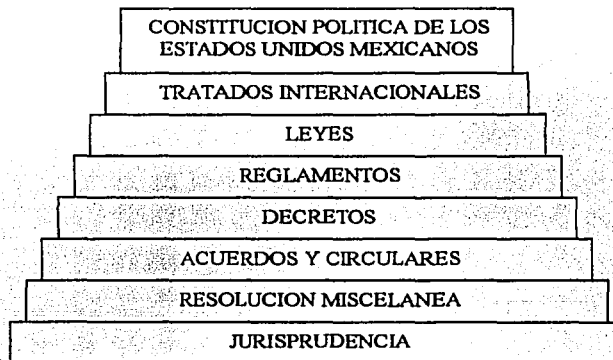 CONSTITUCION POLITICA DE LOS
ESTADOS UNIDOS MEXICANOS
TRATADOS INTERNACIONALES
LEYES
REGLAMENTOS
DECRETOS
ACUERDOS Y CIRCULARES
RESOLUCION MISCELANEA
JURISPRUDENCIA